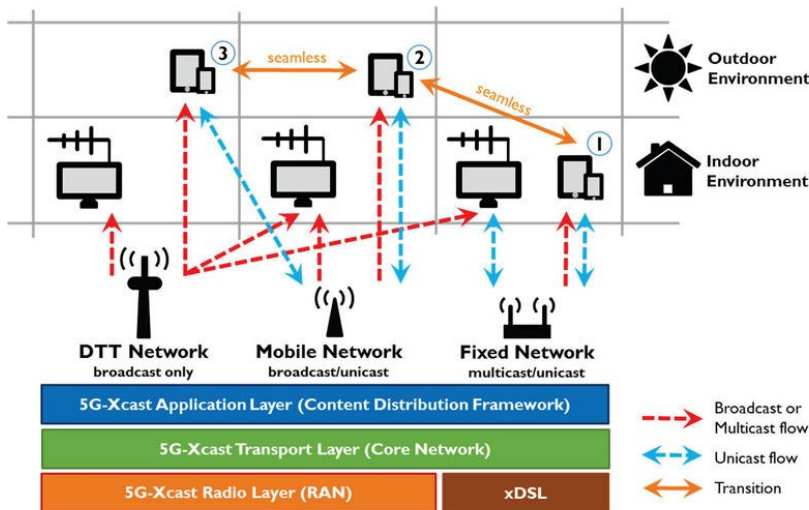 3
seamless
2
seamless
1
Outdoor
Environment
Indoor
Environment
DTT Network
broadcast only
Mobile Network
broadcast/unicast
Fixed Network
multicast/unicast
5G-Xcast Application Layer (Content Distribution Framework)
5G-Xcast Transport Layer (Core Network)
5G-Xcast Radio Layer (RAN)
xDSL
Broadcast or
Multicast flow
Unicast flow
Transition